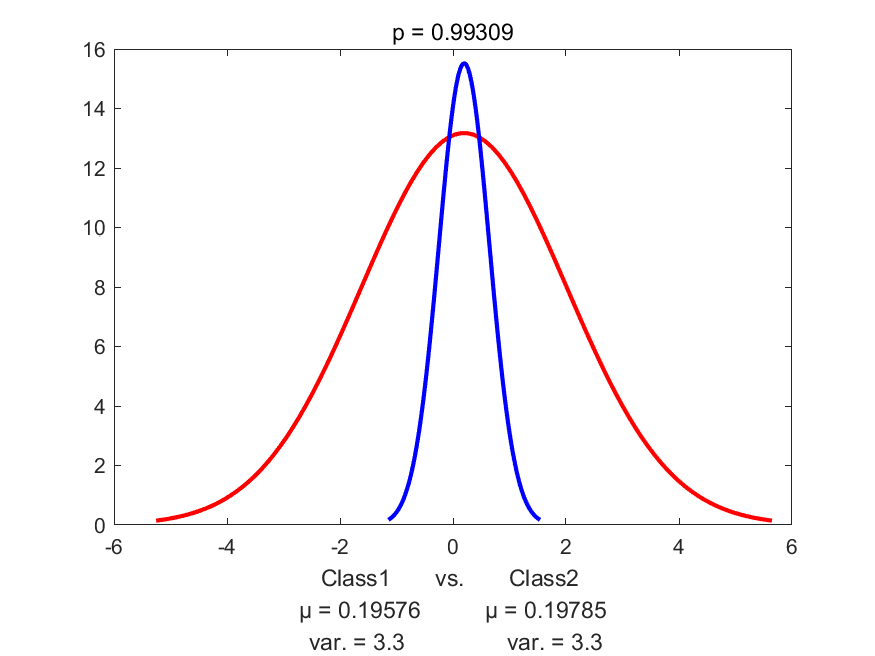 p = 0.99309
16
14
12
10
8
6
4
2
0
-6 -4 -2 0 2 4 6
Class1 vs. Class2
μ = 0.19576 μ = 0.19785
var. = 3.3 var. = 3.3